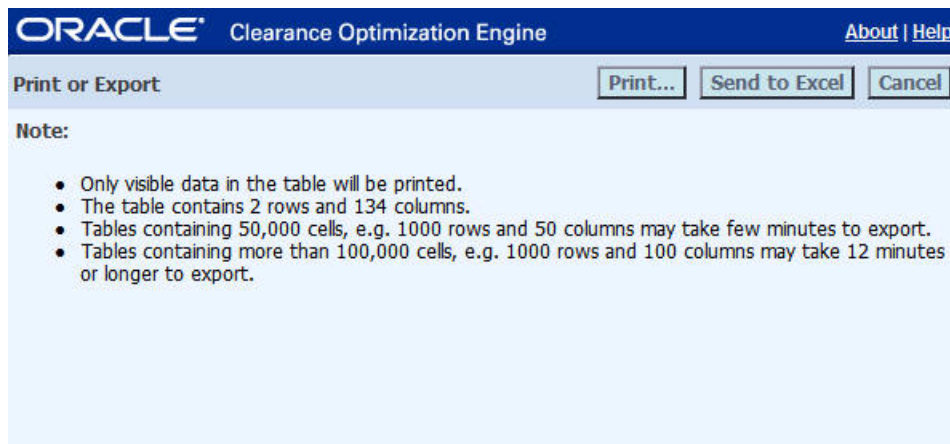 ORACLE® Clearance Optimization Engine About | Help
Print or Export Print... Send to Excel Cancel
Note:
• Only visible data in the table will be printed.
• The table contains 2 rows and 134 columns.
• Tables containing 50,000 cells, e.g. 1000 rows and 50 columns may take few minutes to export.
• Tables containing more than 100,000 cells, e.g. 1000 rows and 100 columns may take 12 minutes
or longer to export.